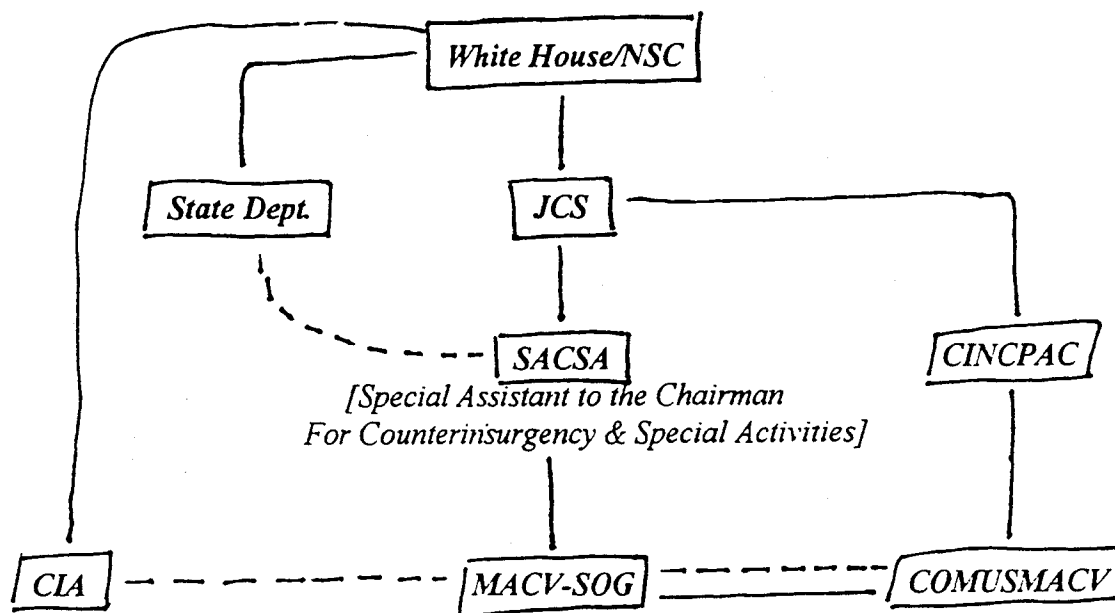 White House/NSC
State Dept.
JCS
SACSA
CINCPAC
[Special Assistant to the Chairman
For Counterinsurgency & Special Activities]
CIA
MACV-SOG
COMUSMACV